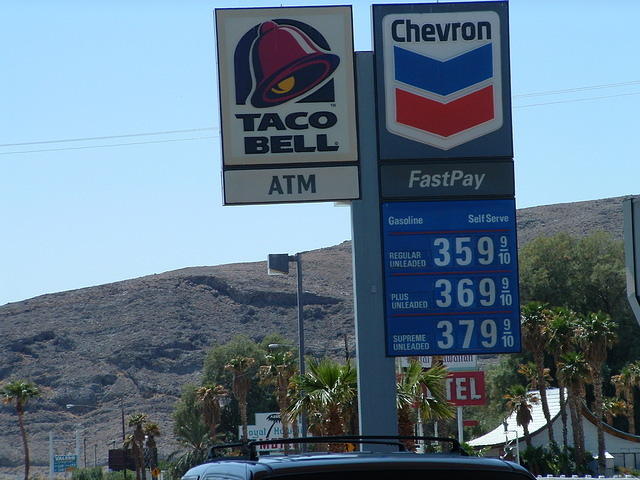 TACO
BELL
ATM
Chevron
FastPay
Gasoline Self Serve
REGULAR
UNLEADED 359 9/10
PLUS
UNLEADED 369 9/10
SUPREME
UNLEADED 379 9/10
TEL